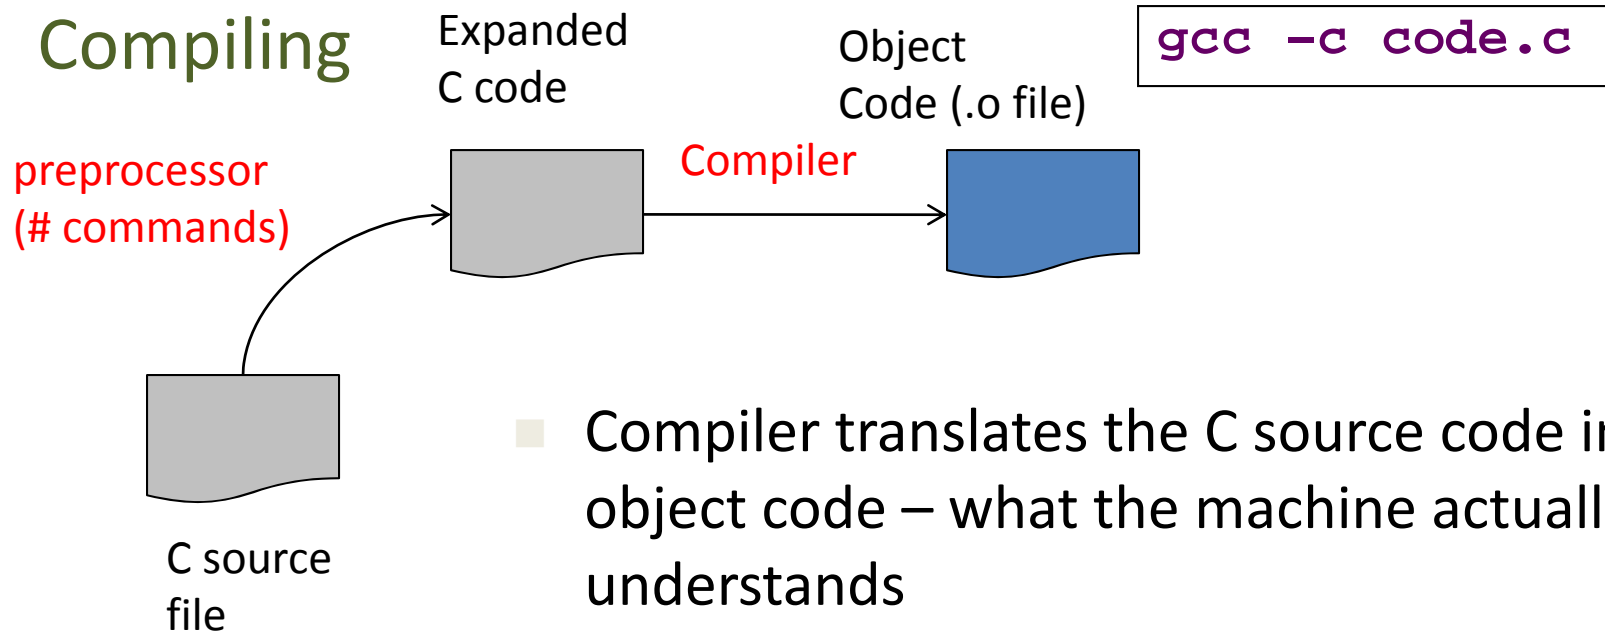 Compiling
Expanded
C code
Object
Code (.o file)
gcc –c code.c
preprocessor
(# commands)
Compiler
C source
file
Compiler translates the C source code
object code – what the machine
understands